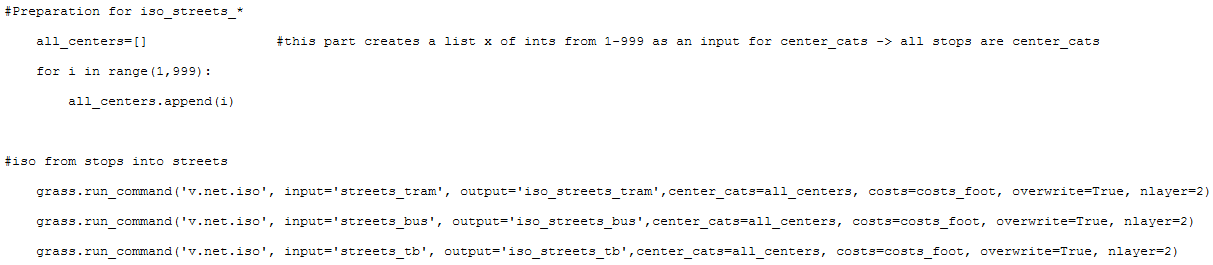 #Preparation for iso_streets_*
all_centers=[] #this part creates a list x of ints from 1-999 as an input for center_cats -> all stops are center_cats
for i in range(1,999):
all_centers.append(i)
#iso from stops into streets
grass.run_command('v.net.iso', input='streets_tram', output='iso_streets_tram',center_cats=all_centers, costs=costs_foot, overwrite=True, nlayer=2)
grass.run_command('v.net.iso', input='streets_bus', output='iso_streets_bus',center_cats=all_centers, costs=costs_foot, overwrite=True, nlayer=2)
grass.run_command('v.net.iso', input='streets_tb', output='iso_streets_tb',center_cats=all_centers, costs=costs_foot, overwrite=True, nlayer=2)